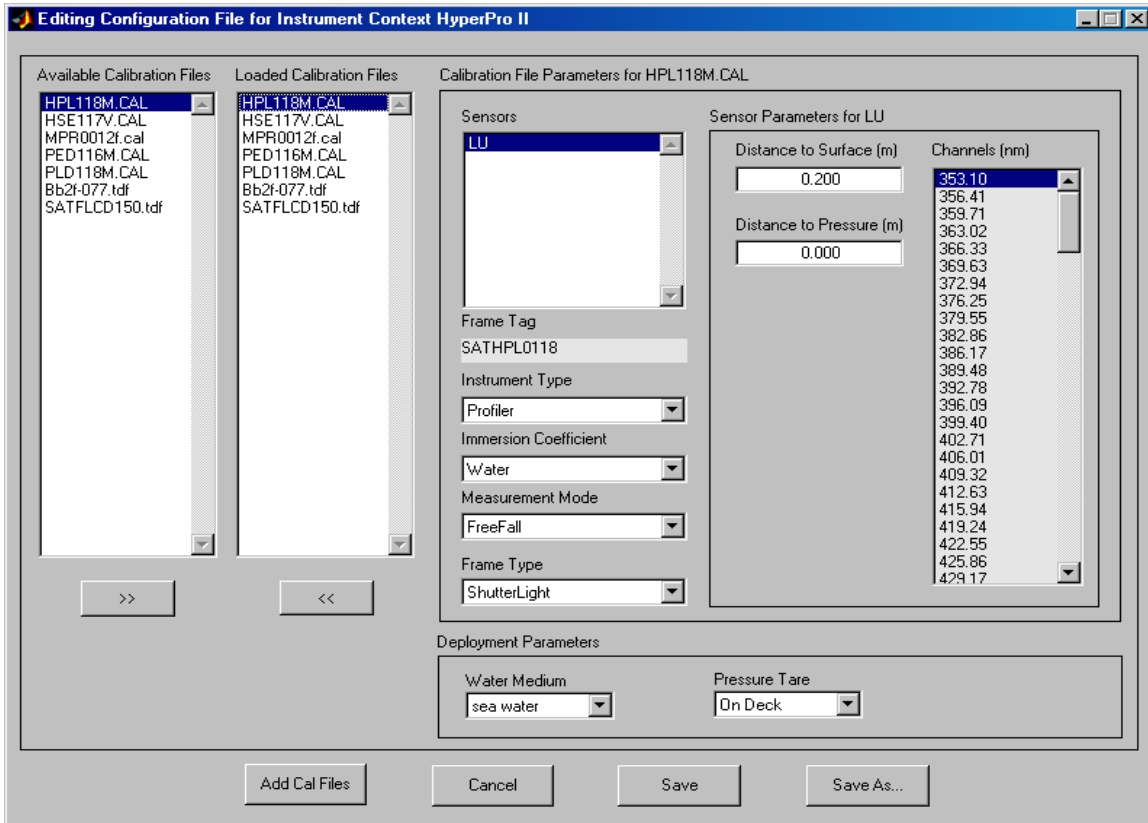 Editing Configuration File for Instrument Context HyperPro II
Available Calibration Files
HPL118M.CAL
HSE117V.CAL
MPR0012f.cal
PED116M.CAL
PLD118M.CAL
Bb2f-077.tdf
SATFLCD150.tdf
>>
Loaded Calibration Files
HPL118M.CAL
HSE117V.CAL
MPR0012f.cal
PED116M.CAL
PLD118M.CAL
Bb2f-077.tdf
SATFLCD150.tdf
<<
Calibration File Parameters for HPL118M.CAL
Sensors
LU
Frame Tag
SATHPL0118
Instrument Type
Profiler
Immersion Coefficient
Water
Measurement Mode
FreeFall
Frame Type
ShutterLight
Sensor Parameters for LU
Distance to Surface (m)
0.200
Distance to Pressure (m)
0.000
Channels (nm)
353.10
356.41
359.71
363.02
366.33
369.63
372.94
376.25
379.55
382.86
386.17
389.48
392.78
396.09
399.40
402.71
406.01
409.32
412.63
415.94
419.24
422.55
425.86
429.17
Deployment Parameters
Water Medium
sea water
Pressure Tare
On Deck
Add Cal Files
Cancel
Save
Save As...